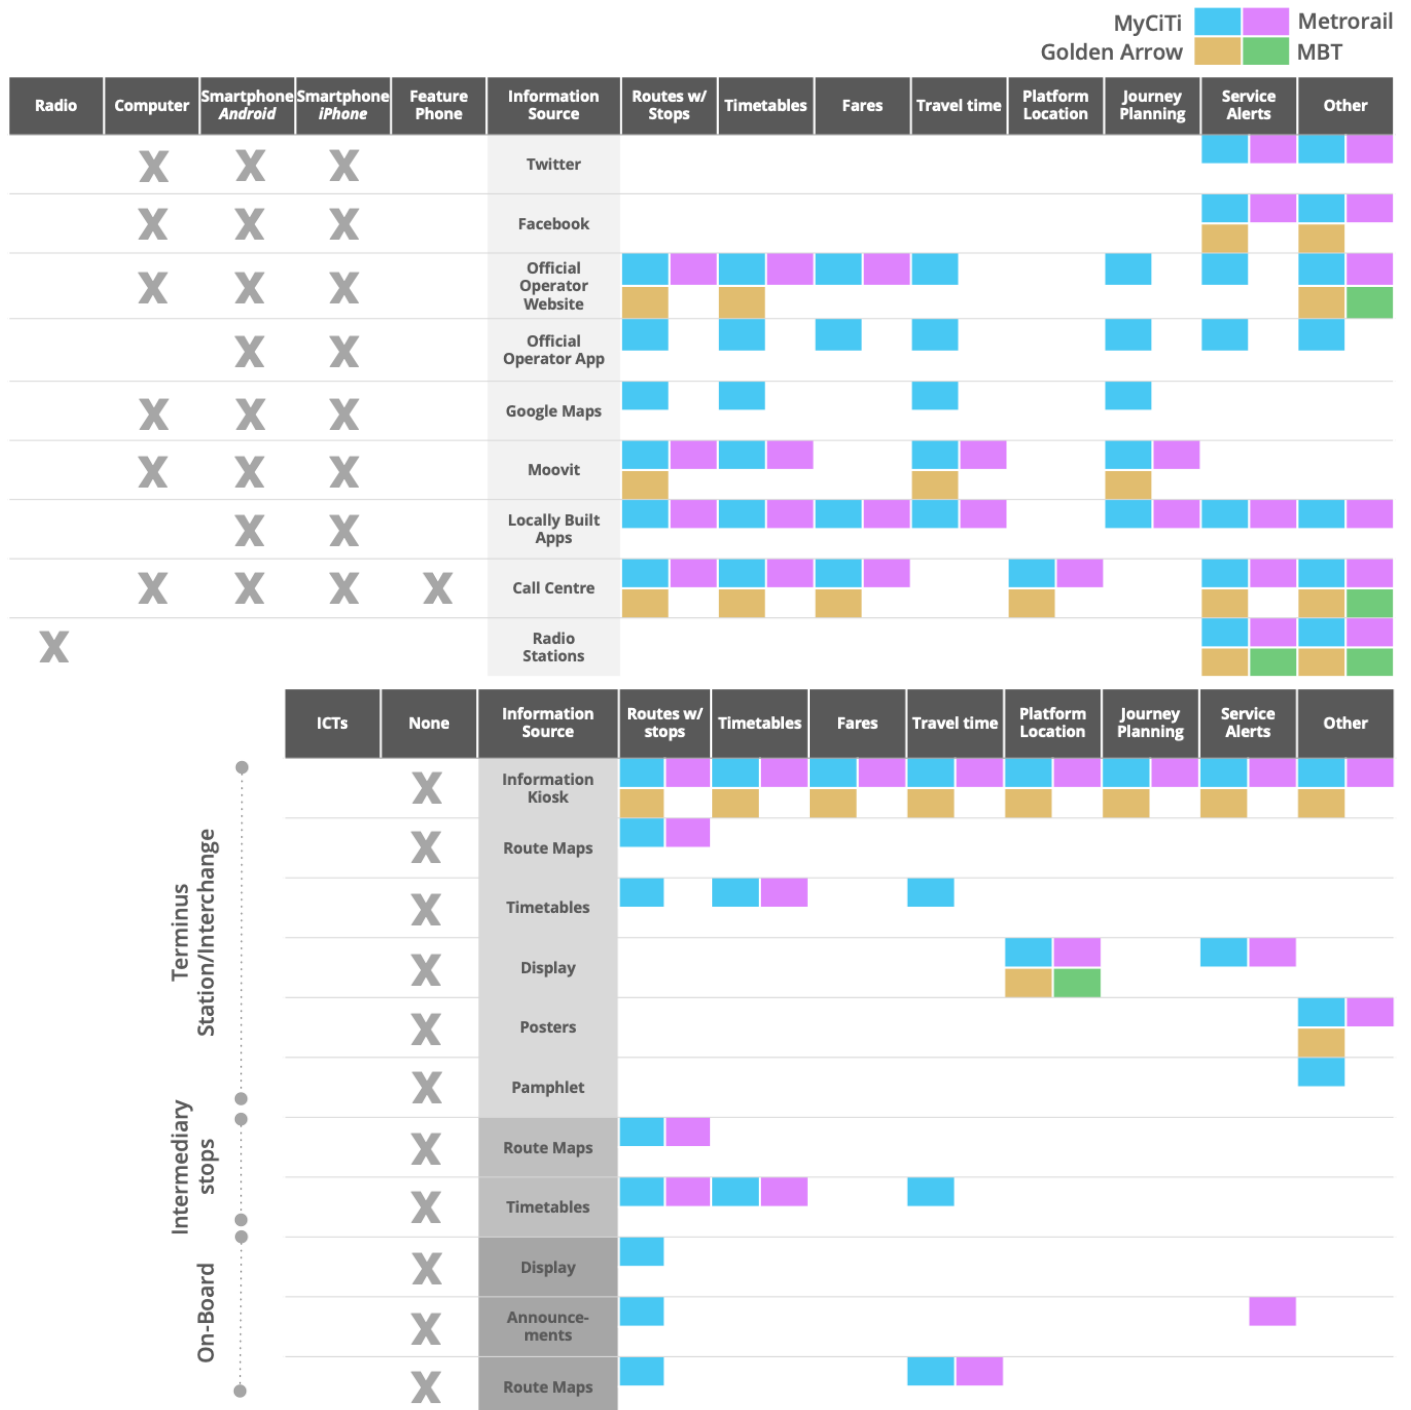 MyCiTi
Metrorail
Golden Arrow
MBT
Radio
Computer
Smartphone
Android
Smartphone
iPhone
Feature
Phone
Information
Source
Routes w/
Stops
Timetables
Fares
Travel time
Platform
Location
Journey
Planning
Service
Alerts
Other
X X X
Twitter
X X X
Facebook
X X X
Official
Operator
Website
X X
Official
Operator App
X X X
Google Maps
X X X
Moovit
X X
Locally Built
Apps
X X X X
Call Centre
X
Radio
Stations
ICTs
None
Information
Source
Routes w/
stops
Timetables
Fares
Travel time
Platform
Location
Journey
Planning
Service
Alerts
Other
Terminus
Station/Interchange
X
Information
Kiosk
X
Route Maps
X
Timetables
X
Display
X
Posters
X
Pamphlet
Intermediary
stops
X
Route Maps
X
Timetables
On-Board
X
Display
X
Announce-
ments
X
Route Maps